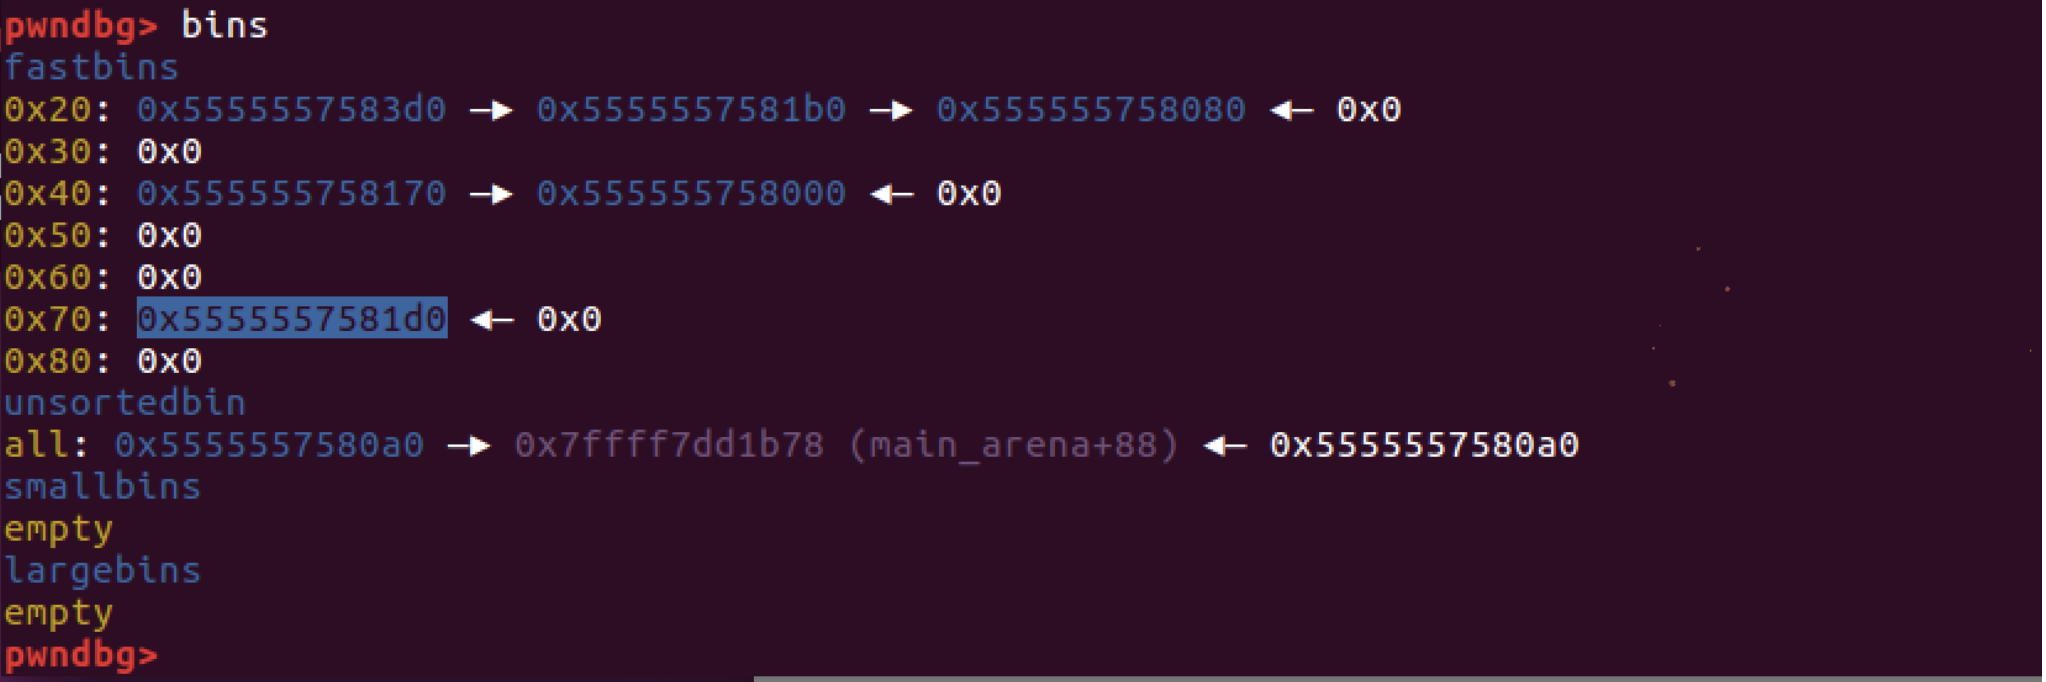 pwndbg> bins
fastbins
0x20: 0x5555557583d0 —▸ 0x5555557581b0 —▸ 0x555555758080 ◂— 0x0
0x30: 0x0
0x40: 0x555555758170 —▸ 0x555555758000 ◂— 0x0
0x50: 0x0
0x60: 0x0
0x70: 0x5555557581d0 ◂— 0x0
0x80: 0x0
unsortedbin
all: 0x5555557580a0 —▸ 0x7ffff7dd1b78 (main_arena+88) ◂— 0x5555557580a0
smallbins
empty
largebins
empty
pwndbg>